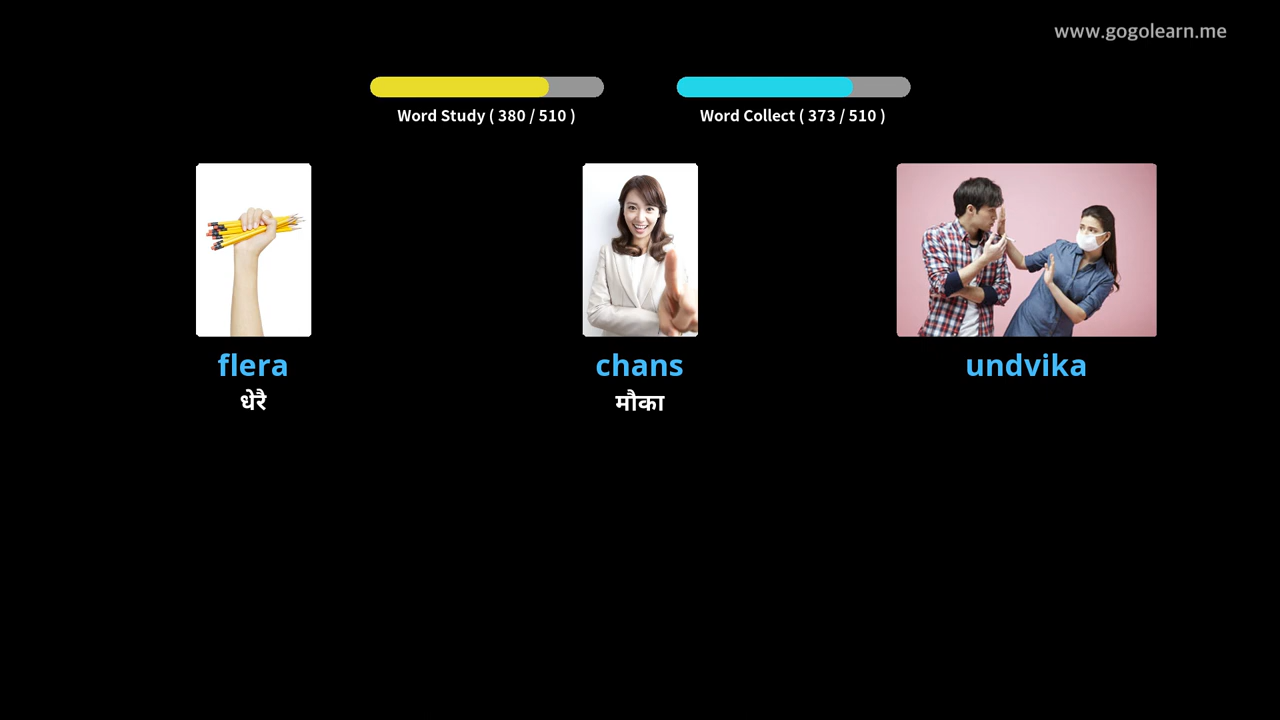 www.gogolearn.me
Word Study ( 380 / 510 )
Word Collect ( 373 / 510 )
flera
धेरै
chans
मौका
undvika